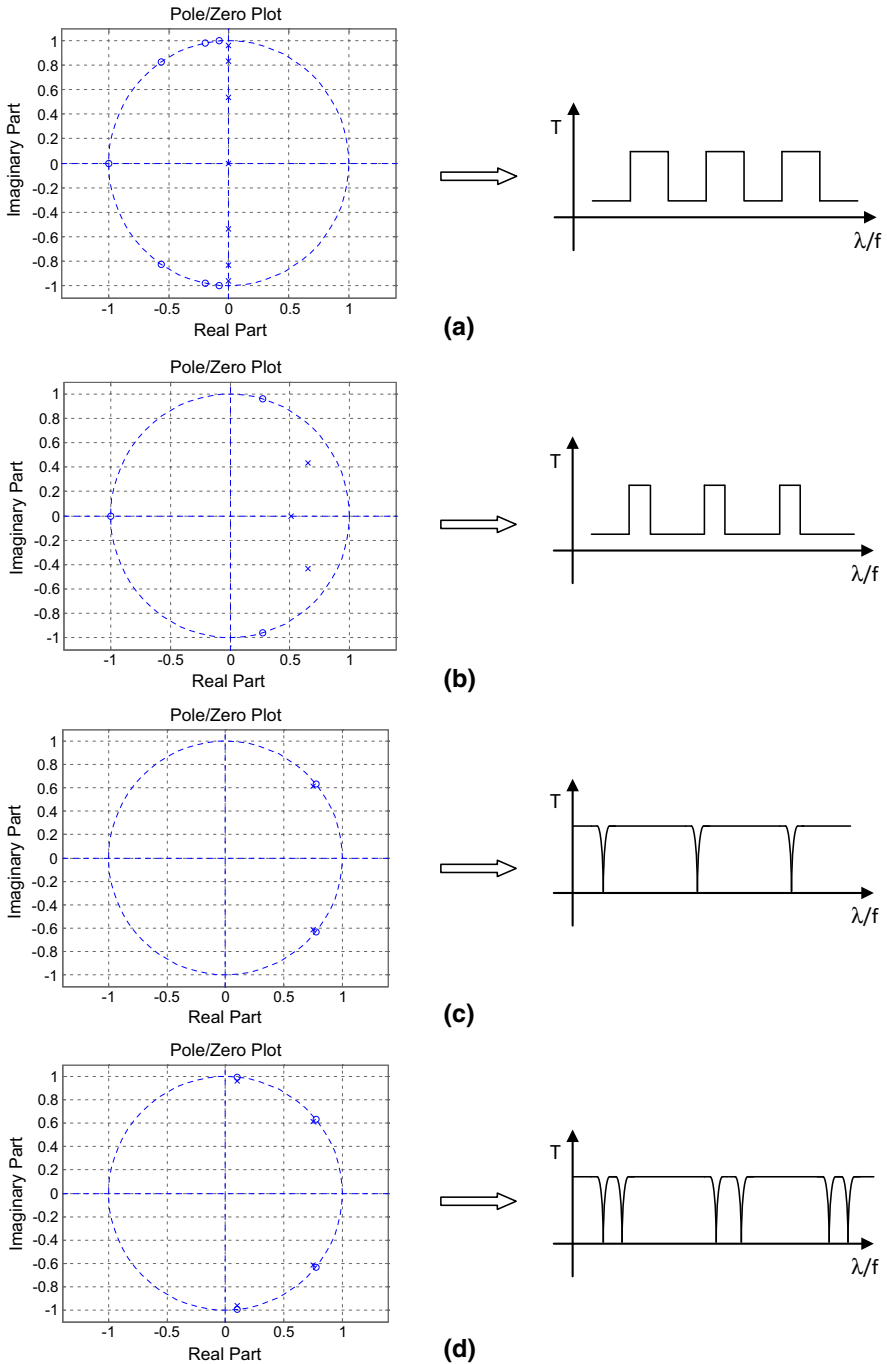 Pole/Zero Plot
Imaginary Part
1
0.8
0.6
0.4
0.2
0
-0.2
-0.4
-0.6
-0.8
-1
-1 -0.5 0 0.5 1
Real Part
T
λ/f
(a)
Pole/Zero Plot
Imaginary Part
1
0.8
0.6
0.4
0.2
0
-0.2
-0.4
-0.6
-0.8
-1
-1 -0.5 0 0.5 1
Real Part
T
λ/f
(b)
Pole/Zero Plot
Imaginary Part
1
0.8
0.6
0.4
0.2
0
-0.2
-0.4
-0.6
-0.8
-1
-1 -0.5 0 0.5 1
Real Part
T
λ/f
(c)
Pole/Zero Plot
Imaginary Part
1
0.8
0.6
0.4
0.2
0
-0.2
-0.4
-0.6
-0.8
-1
-1 -0.5 0 0.5 1
Real Part
T
λ/f
(d)